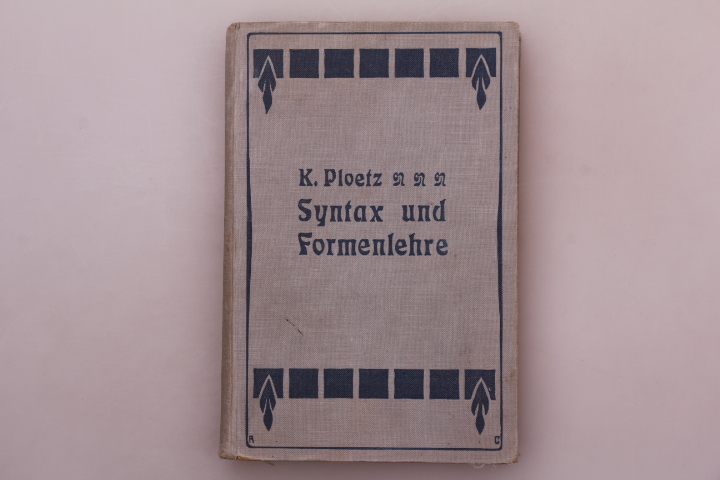 K. Ploetz
Syntax und
Formenlehre